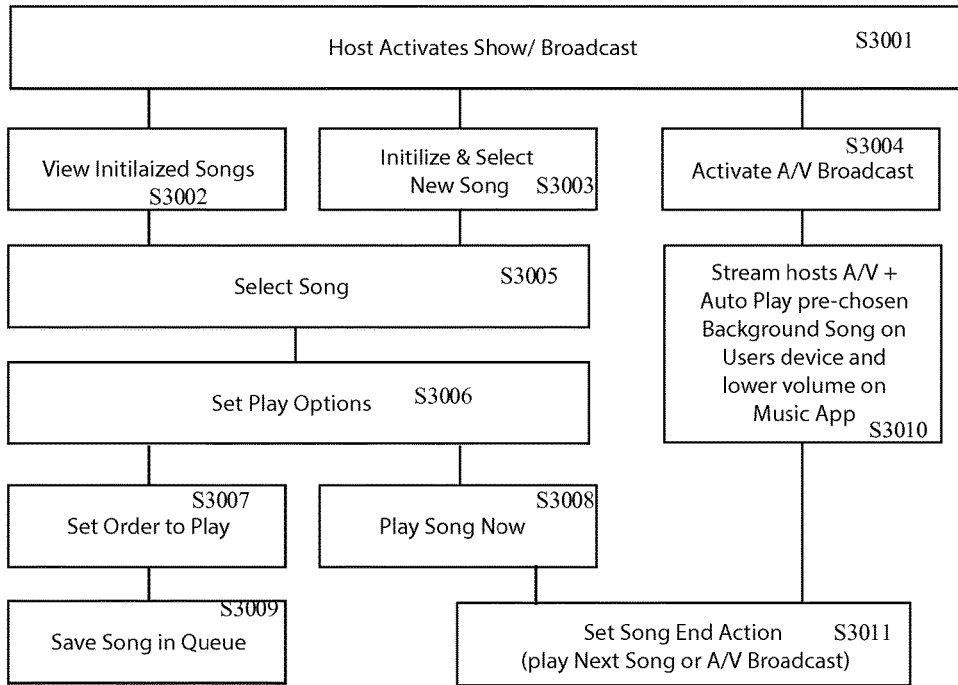 Host Activates Show/ Broadcast S3001
View Initilaized Songs
S3002
Initilize & Select
New Song S3003
S3004
Activate A/V Broadcast
Select Song S3005
Stream hosts A/V +
Auto Play pre-chosen
Background Song on
Users device and
lower volume on
Music App
S3010
Set Play Options S3006
S3007
Set Order to Play
S3008
Play Song Now
S3009
Save Song in Queue
Set Song End Action S3011
(play Next Song or A/V Broadcast)